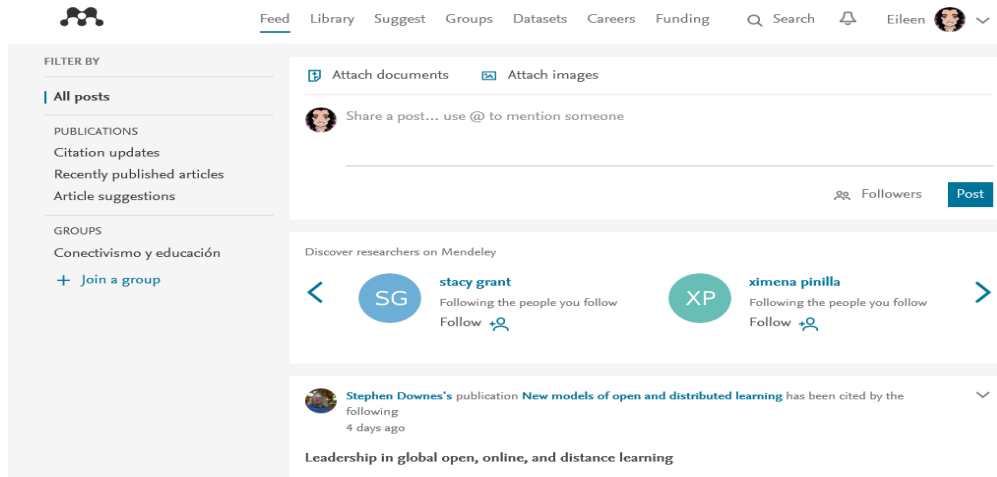 Feed Library Suggest Groups Datasets Careers Funding Search Eileen
FILTER BY
All posts
PUBLICATIONS
Citation updates
Recently published articles
Article suggestions
GROUPS
Conectivismo y educación
+ Join a group
Attach documents Attach images
Share a post... use @ to mention someone
Followers Post
Discover researchers on Mendeley
SG
stacy grant
Following the people you follow
Follow
XP
ximena pinilla
Following the people you follow
Follow
Stephen Downes's publication New models of open and distributed learning has been cited by the
following
4 days ago
Leadership in global open, online, and distance learning